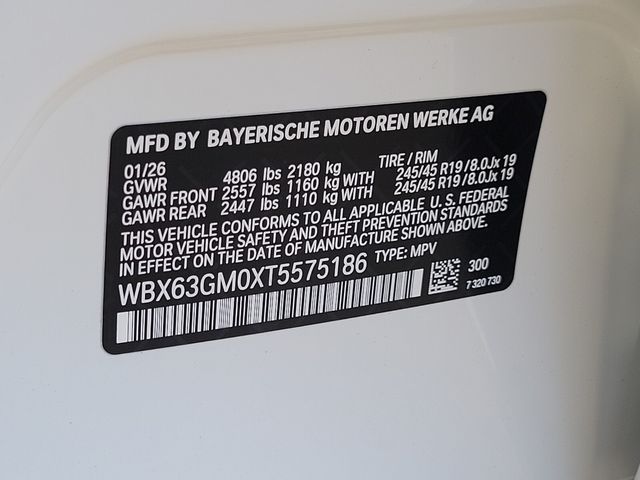 MFD BY BAYERISCHE MOTOREN WERKE AG
01/26 TIRE / RIM
GVWR 4806 lbs 2180 kg
GAWR FRONT 2557 lbs 1160 kg WITH 245/45 R19 / 8.0Jx 19
GAWR REAR 2447 lbs 1110 kg WITH 245/45 R19 / 8.0Jx 19
THIS VEHICLE CONFORMS TO ALL APPLICABLE U. S. FEDERAL
MOTOR VEHICLE SAFETY AND THEFT PREVENTION STANDARDS
IN EFFECT ON THE DATE OF MANUFACTURE SHOWN ABOVE.
WBX63GM0XT5575186 TYPE: MPV
300
7 320 730